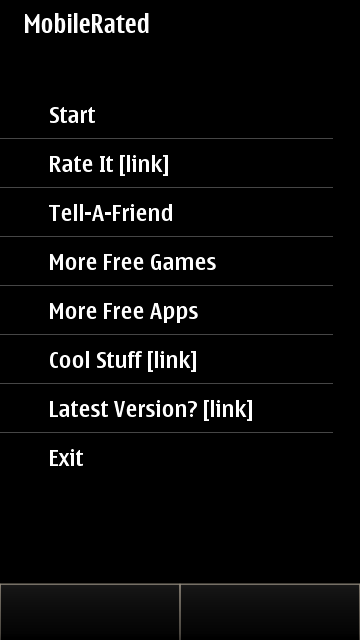 MobileRated
Start
Rate It [link]
Tell-A-Friend
More Free Games
More Free Apps
Cool Stuff [link]
Latest Version? [link]
Exit